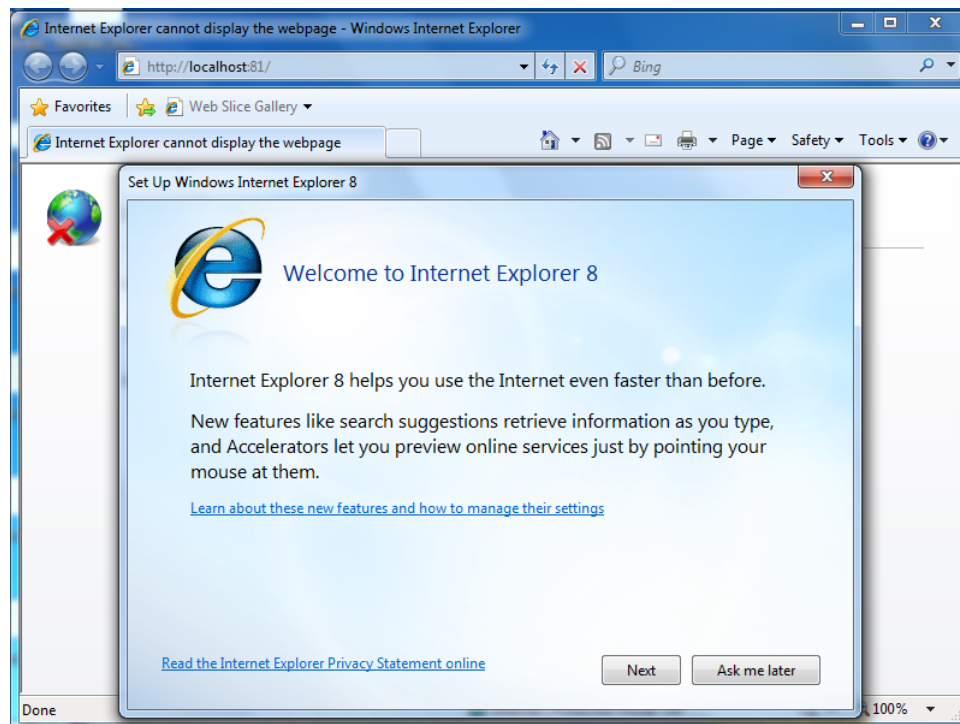 Internet Explorer cannot display the webpage - Windows Internet Explorer
http://localhost:81/
Bing
Favorites
Web Slice Gallery
Internet Explorer cannot display the webpage
Page
Safety
Tools
Set Up Windows Internet Explorer 8
Welcome to Internet Explorer 8
Internet Explorer 8 helps you use the Internet even faster than before.
New features like search suggestions retrieve information as you type,
and Accelerators let you preview online services just by pointing your
mouse at them.
Learn about these new features and how to manage their settings
Read the Internet Explorer Privacy Statement online
Next
Ask me later
Done
100%